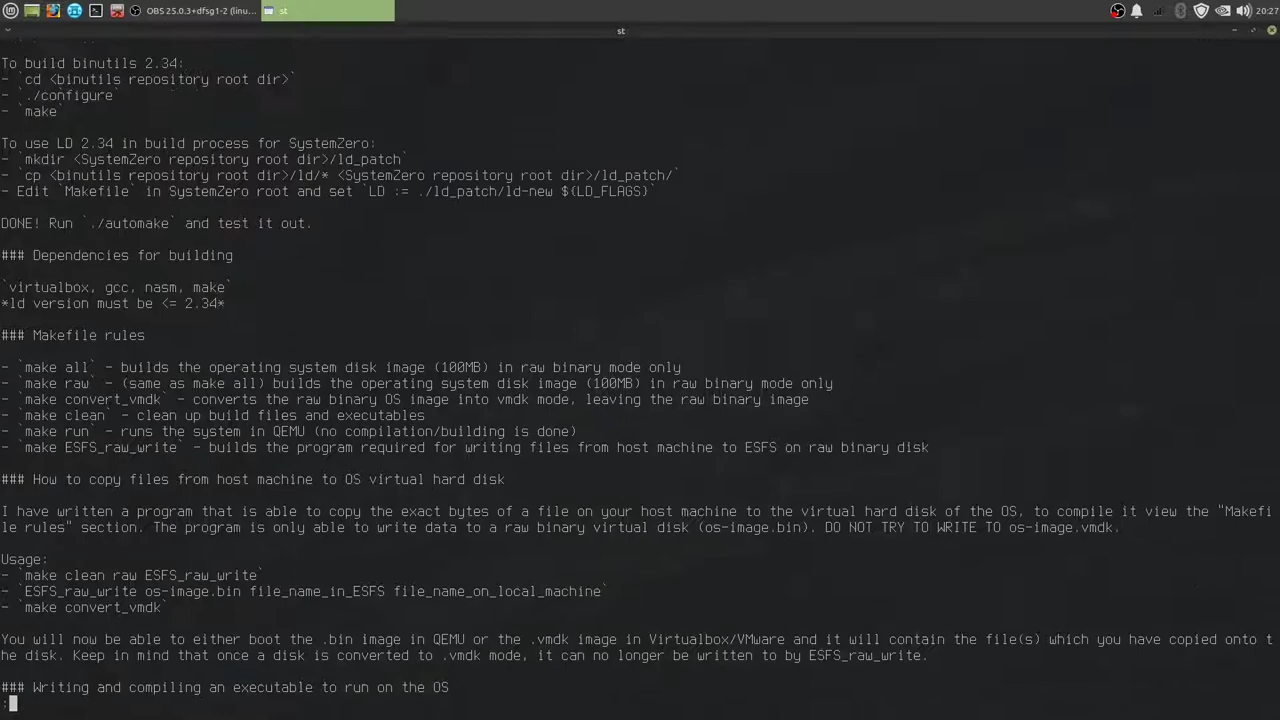 OBS 25.0.3+dfsg1-2 (linu...
st
20:27
st
To build binutils 2.34:
- `cd <binutils repository root dir>`
- `./configure`
- `make`
To use LD 2.34 in build process for SystemZero:
- `mkdir <SystemZero repository root dir>/ld_patch`
- `cp <binutils repository root dir>/ld/* <SystemZero repository root dir>/ld_patch/`
- Edit `Makefile` in SystemZero root and set `LD := ./ld_patch/ld-new ${LD_FLAGS}`
DONE! Run `./automake` and test it out.
### Dependencies for building
`virtualbox, gcc, nasm, make`
*ld version must be <= 2.34*
### Makefile rules
- `make all` - builds the operating system disk image (100MB) in raw binary mode only
- `make raw` - (same as make all) builds the operating system disk image (100MB) in raw binary mode only
- `make convert_vmdk` - converts the raw binary OS image into vmdk mode, leaving the raw binary image
- `make clean` - clean up build files and executables
- `make run` - runs the system in QEMU (no compilation/building is done)
- `make ESFS_raw_write` - builds the program required for writing files from host machine to ESFS on raw binary disk
### How to copy files from host machine to OS virtual hard disk
I have written a program that is able to copy the exact bytes of a file on your host machine to the virtual hard disk of the OS, to compile it view the "Makefi
le rules" section. The program is only able to write data to a raw binary virtual disk (os-image.bin). DO NOT TRY TO WRITE TO os-image.vmdk.
Usage:
- `make clean raw ESFS_raw_write`
- `ESFS_raw_write os-image.bin file_name_in_ESFS file_name_on_local_machine`
- `make convert_vmdk`
You will now be able to either boot the .bin image in QEMU or the .vmdk image in Virtualbox/VMware and it will contain the file(s) which you have copied onto t
he disk. Keep in mind that once a disk is converted to .vmdk mode, it can no longer be written to by ESFS_raw_write.
### Writing and compiling an executable to run on the OS
: